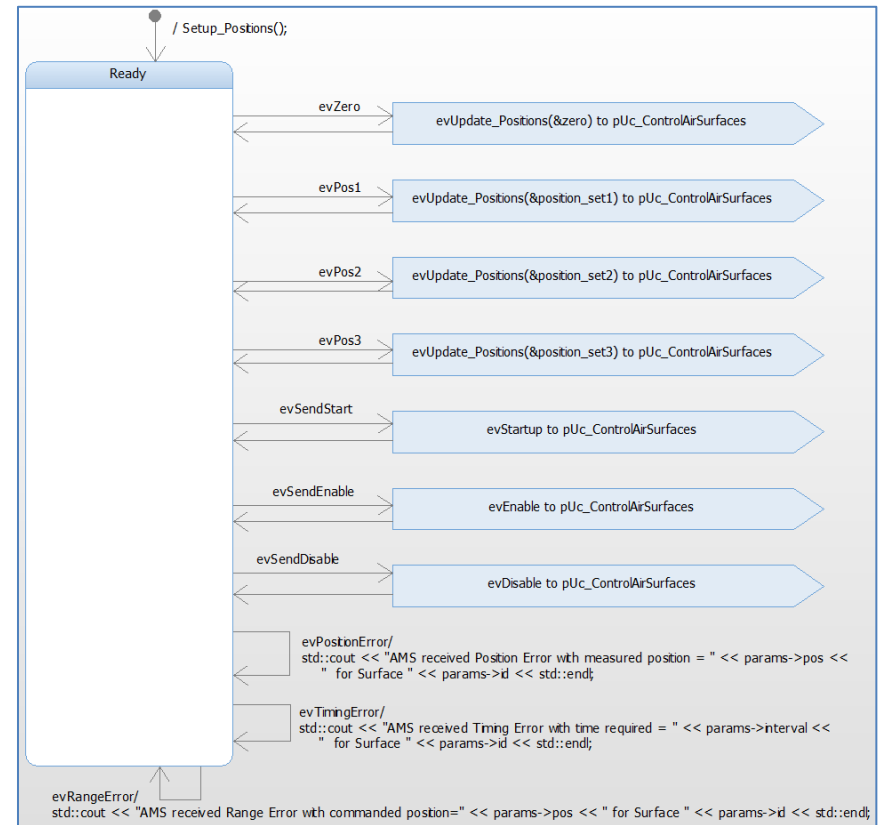 / Setup_Positions();
Ready
evZero
evUpdate_Positions(&zero) to pUc_ControlAirSurfaces
evPos1
evUpdate_Positions(&position_set1) to pUc_ControlAirSurfaces
evPos2
evUpdate_Positions(&position_set2) to pUc_ControlAirSurfaces
evPos3
evUpdate_Positions(&position_set3) to pUc_ControlAirSurfaces
evSendStart
evStartup to pUc_ControlAirSurfaces
evSendEnable
evEnable to pUc_ControlAirSurfaces
evSendDisable
evDisable to pUc_ControlAirSurfaces
evPositionError/
std::cout << "AMS received Position Error with measured position = " << params->pos <<
" for Surface " << params->id << std::endl;
evTimingError/
std::cout << "AMS received Timing Error with time required = " << params->interval <<
" for Surface " << params->id << std::endl;
evRangeError/
std::cout << "AMS received Range Error with commanded position=" << params->pos << " for Surface " << params->id << std::endl;